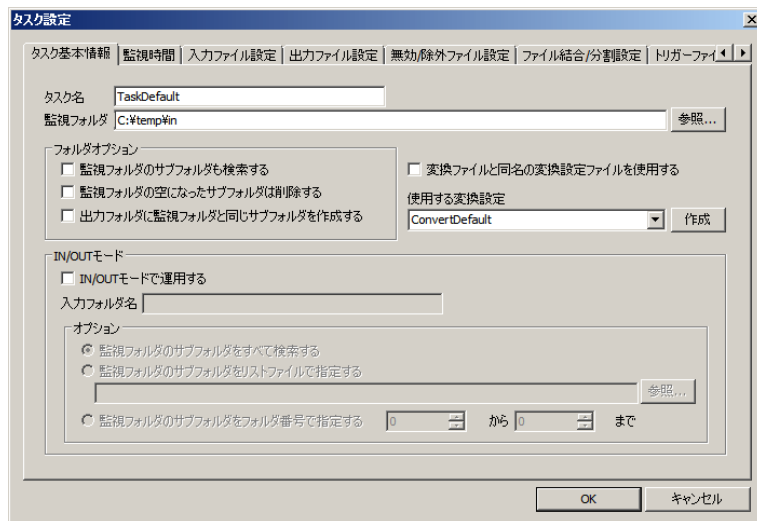 タスク設定
タスク基本情報 監視時間 入力ファイル設定 出力ファイル設定 無効/除外ファイル設定 ファイル結合/分割設定 トリガーファイ
タスク名 TaskDefault
監視フォルダ C:¥temp¥in 参照...
フォルダオプション
監視フォルダのサブフォルダも検索する
監視フォルダの空になったサブフォルダは削除する
出力フォルダに監視フォルダと同じサブフォルダを作成する
変換ファイルと同名の変換設定ファイルを使用する
使用する変換設定
ConvertDefault 作成
IN/OUTモード
IN/OUTモードで運用する
入力フォルダ名
オプション
監視フォルダのサブフォルダをすべて検索する
監視フォルダのサブフォルダをリストファイルで指定する
参照...
監視フォルダのサブフォルダをフォルダ番号で指定する 0 から 0 まで
OK キャンセル